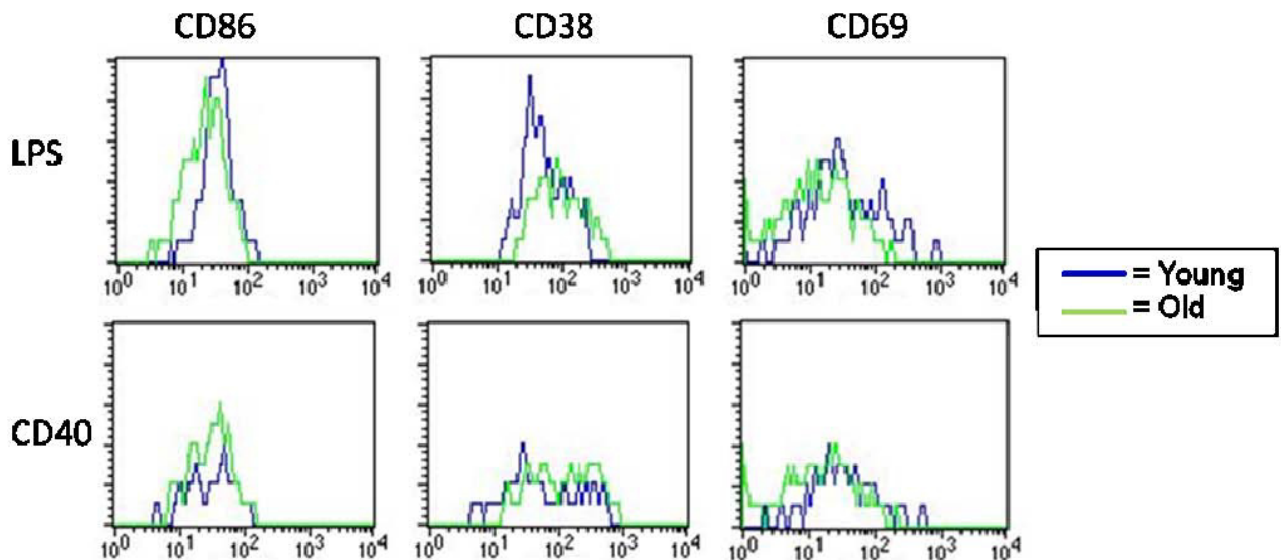 CD86 CD38 CD69
LPS
10⁰ 10¹ 10² 10³ 10⁴ 10⁰ 10¹ 10² 10³ 10⁴ 10⁰ 10¹ 10² 10³ 10⁴
= Young
= Old
CD40
10⁰ 10¹ 10² 10³ 10⁴ 10⁰ 10¹ 10² 10³ 10⁴ 10⁰ 10¹ 10² 10³ 10⁴